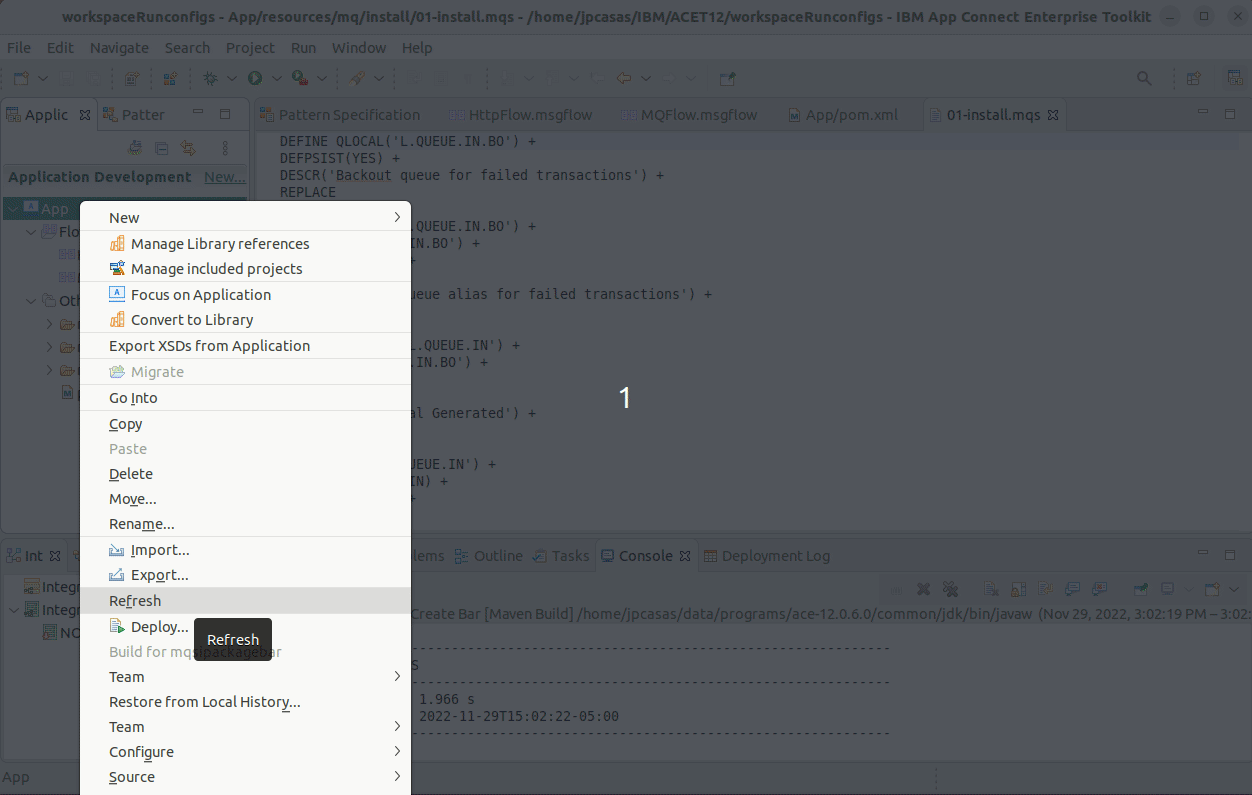 workspaceRunconfigs - App/resources/mq/install/01-install.mqs - /home/jpcasas/IBM/ACET12/workspaceRunconfigs - IBM App Connect Enterprise Toolkit
File Edit Navigate Search Project Run Window Help
Applic Patter Pattern Specification HttpFlow.msgflow MQFlow.msgflow App/pom.xml 01-install.mqs
Application Development New...
DEFINE QLOCAL('L.QUEUE.IN.BO') +
DEFPSIST(YES) +
DESCR('Backout queue for failed transactions') +
REPLACE
App
.QUEUE.IN.BO') +
IN.BO') +
+
ueue alias for failed transactions') +
L.QUEUE.IN') +
.IN.BO') +
al Generated') +
UEUE.IN') +
IN) +
+
Flo
Oth
New
Manage Library references
Manage included projects
Focus on Application
Convert to Library
Export XSDs from Application
Migrate
Go Into
Copy
Paste
Delete
Move...
Rename...
Import...
Export...
Refresh
Deploy...
Refresh
Build for mqsipackagebar
Team
Restore from Local History...
Team
Configure
Source
1
Int blems Outline Tasks Console Deployment Log
Integr
Integr
NO
Create Bar [Maven Build] /home/jpcasas/data/programs/ace-12.0.6.0/common/jdk/bin/javaw (Nov 29, 2022, 3:02:19 PM – 3:02:
------------------------------------------------------------
S
------------------------------------------------------------
1.966 s
2022-11-29T15:02:22-05:00
------------------------------------------------------------
App